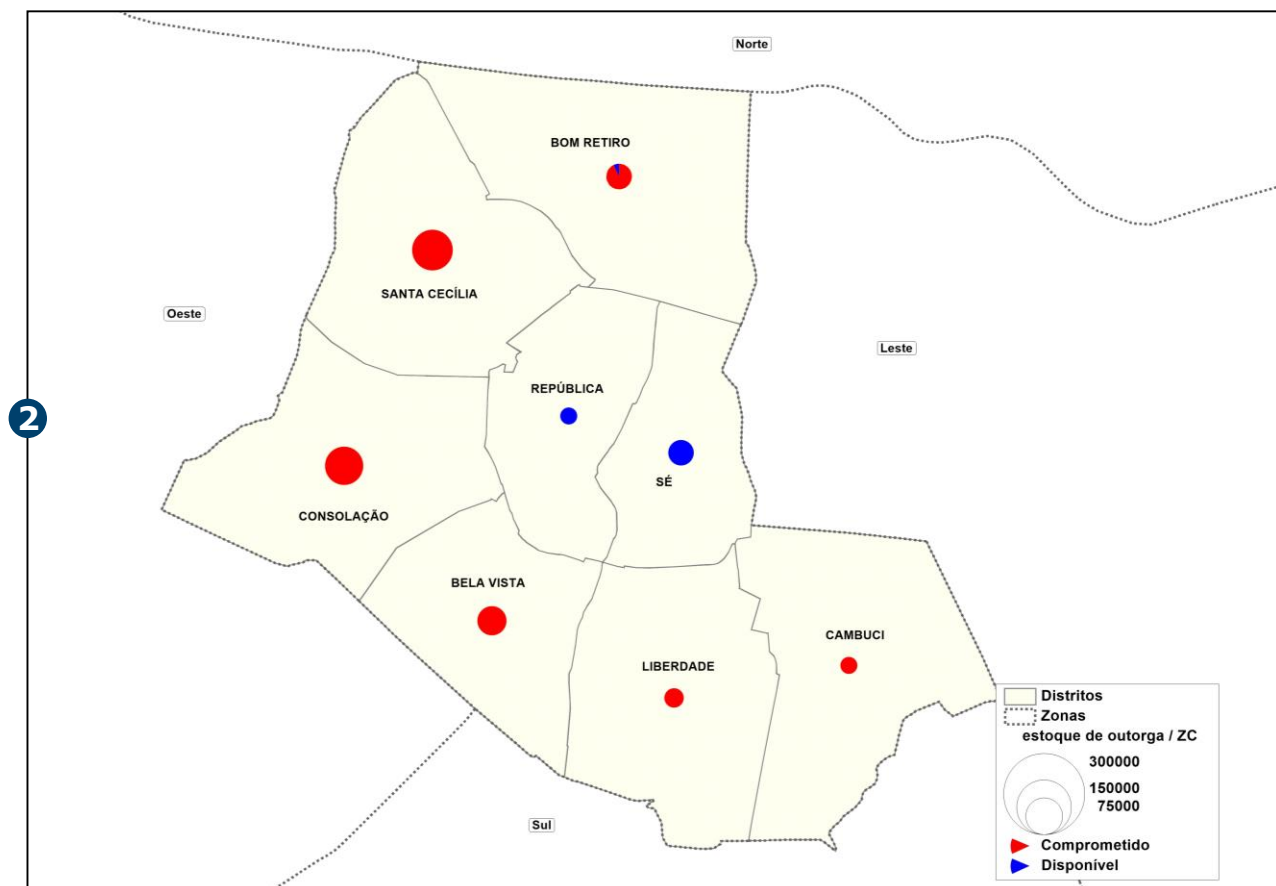 Norte
BOM RETIRO
SANTA CECÍLIA
Oeste
Leste
REPÚBLICA
2
SÉ
CONSOLAÇÃO
BELA VISTA
CAMBUCI
LIBERDADE
Distritos
Zonas
estoque de outorga / ZC
300000
150000
75000
Comprometido
Disponível
Sul